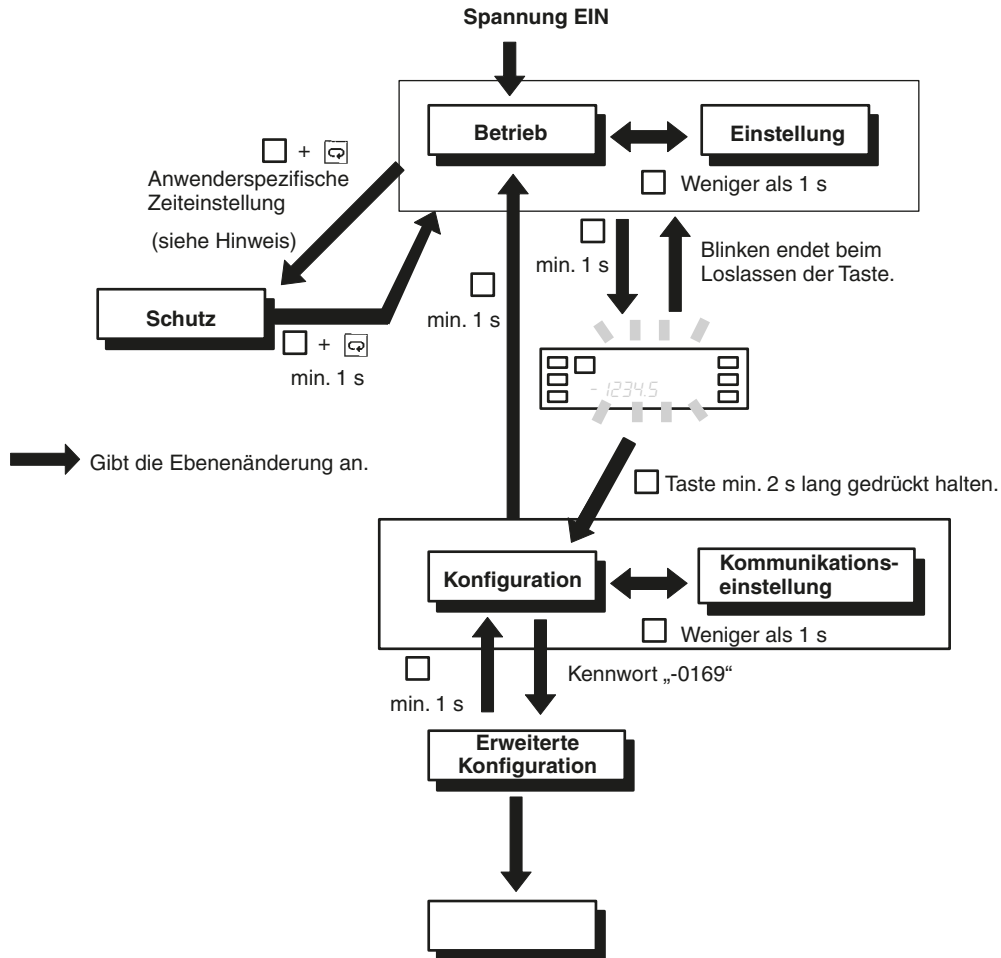 Spannung EIN
Betrieb
Einstellung
Weniger als 1 s
+
Anwenderspezifische
Zeiteinstellung
(siehe Hinweis)
min. 1 s
Blinken endet beim
Loslassen der Taste.
Schutz
+
min. 1 s
min. 1 s
-1234.5
Gibt die Ebenenänderung an.
Taste min. 2 s lang gedrückt halten.
Konfiguration
Kommunikations-
einstellung
Weniger als 1 s
min. 1 s
Kennwort „-0169“
Erweiterte
Konfiguration